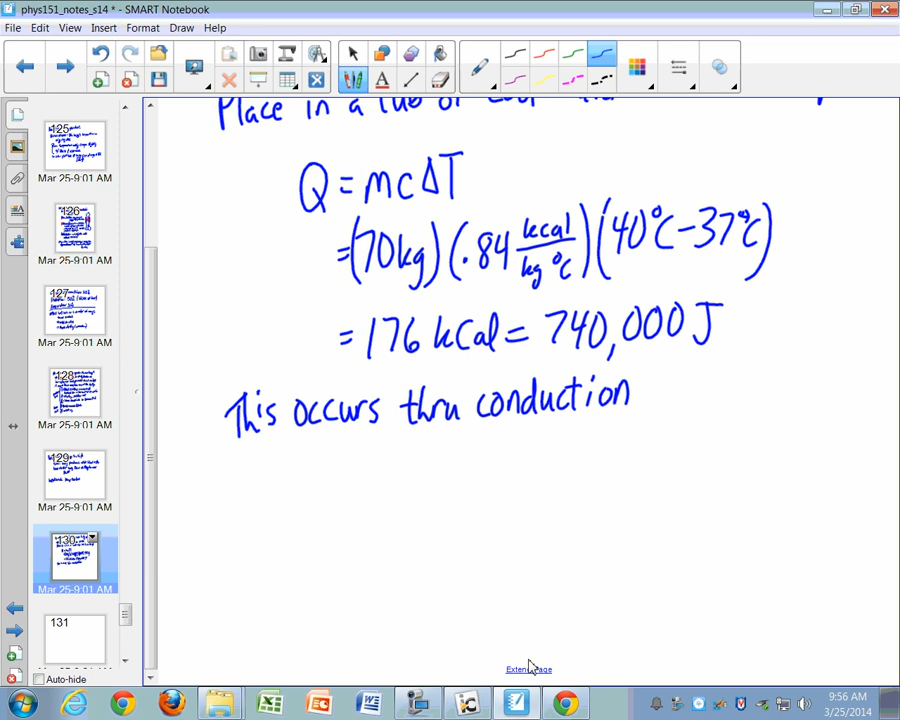 phys151_notes_s14 * - SMART Notebook
File Edit View Insert Format Draw Help
125
Mar 25-9:01 AM
126
Mar 25-9:01 AM
127
Mar 25-9:01 AM
128
Mar 25-9:01 AM
129
Mar 25-9:01 AM
130
Mar 25-9:01 AM
131
Auto-hide
Place in a tub of cool
Q = mcΔT
=(70kg)(.84 kcal/kg °C)(40°C-37°C)
= 176 kCal = 740,000 J
This occurs thru conduction
Extend Page
9:56 AM
3/25/2014